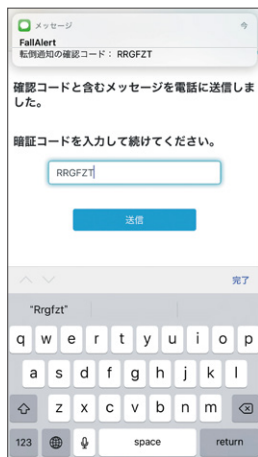 メッセージ 今
FallAlert
転倒通知の確認コード： RRGFZT
確認コードと含むメッセージを電話に送信しま
した。
暗証コードを入力して続けてください。
RRGFZT
送信
完了
"Rrgfzt"
q w e r t y u i o p
a s d f g h j k l
z x c v b n m
123 space return